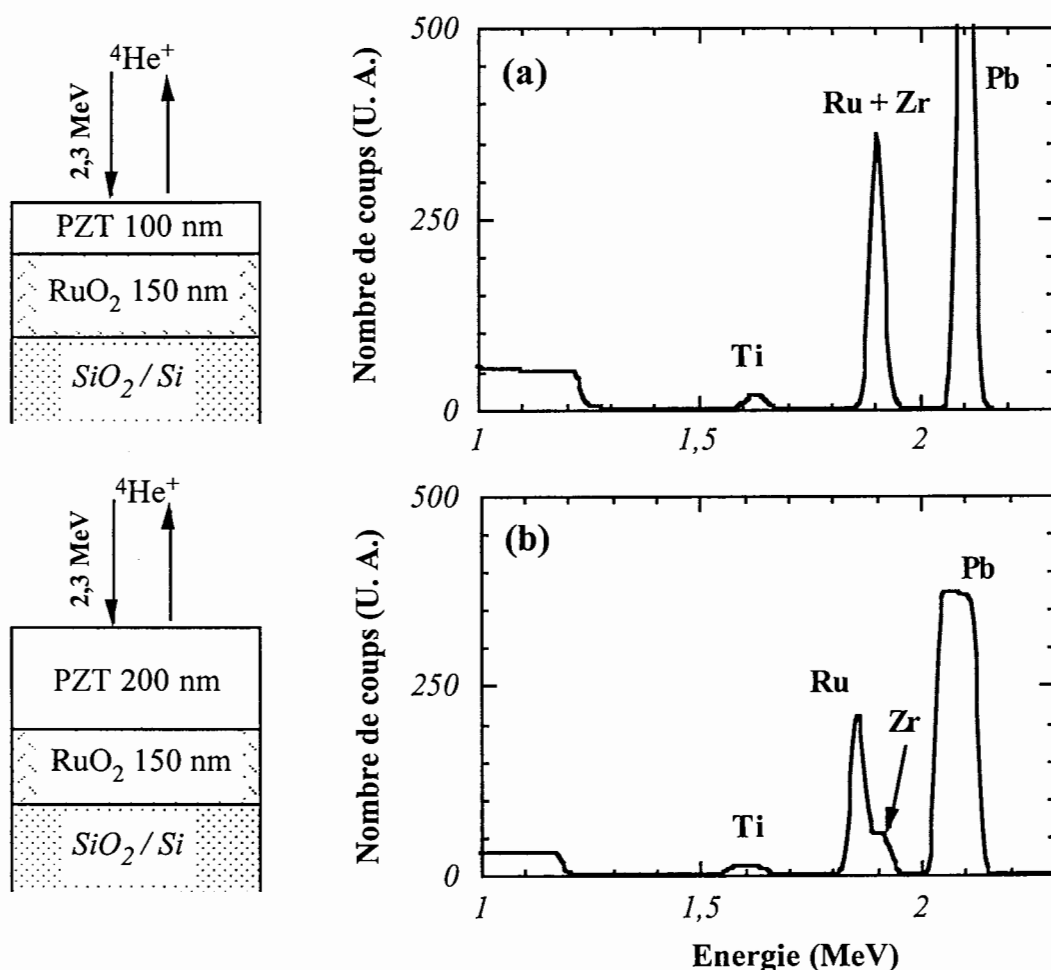 ⁴He⁺
2,3 MeV
PZT 100 nm
RuO₂ 150 nm
SiO₂/Si
Nombre de coups (U. A.)
500
250
0
(a)
Ti
Ru + Zr
Pb
1
1,5
2
⁴He⁺
2,3 MeV
PZT 200 nm
RuO₂ 150 nm
SiO₂/Si
Nombre de coups (U. A.)
500
250
0
(b)
Ti
Ru
Zr
Pb
1
1,5
2
Energie (MeV)